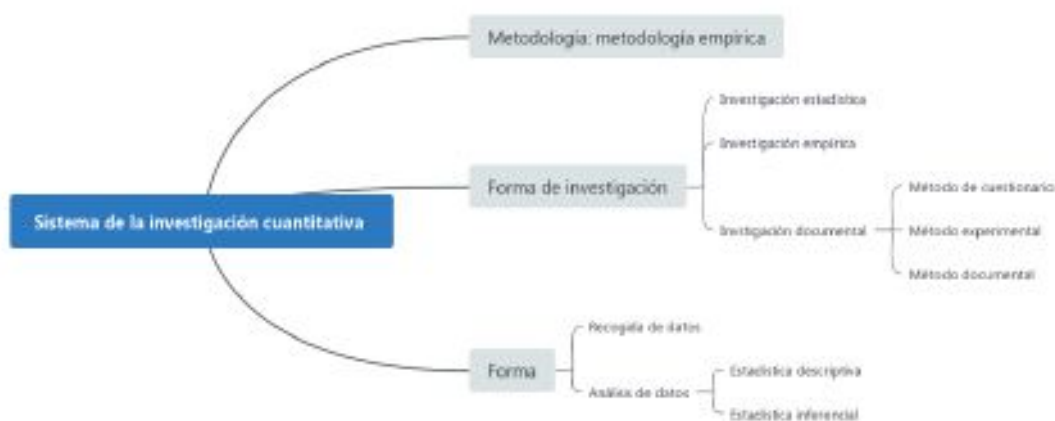 Metodología: metodología empírica
Investigación estadística
Investigación empírica
Forma de investigación
Método de cuestionario
Sistema de la investigación cuantitativa
Invstigación documental
Método experimental
Método documental
Recogida de datos
Forma
Estadística descriptiva
Análisis de datos
Estadística inferencial